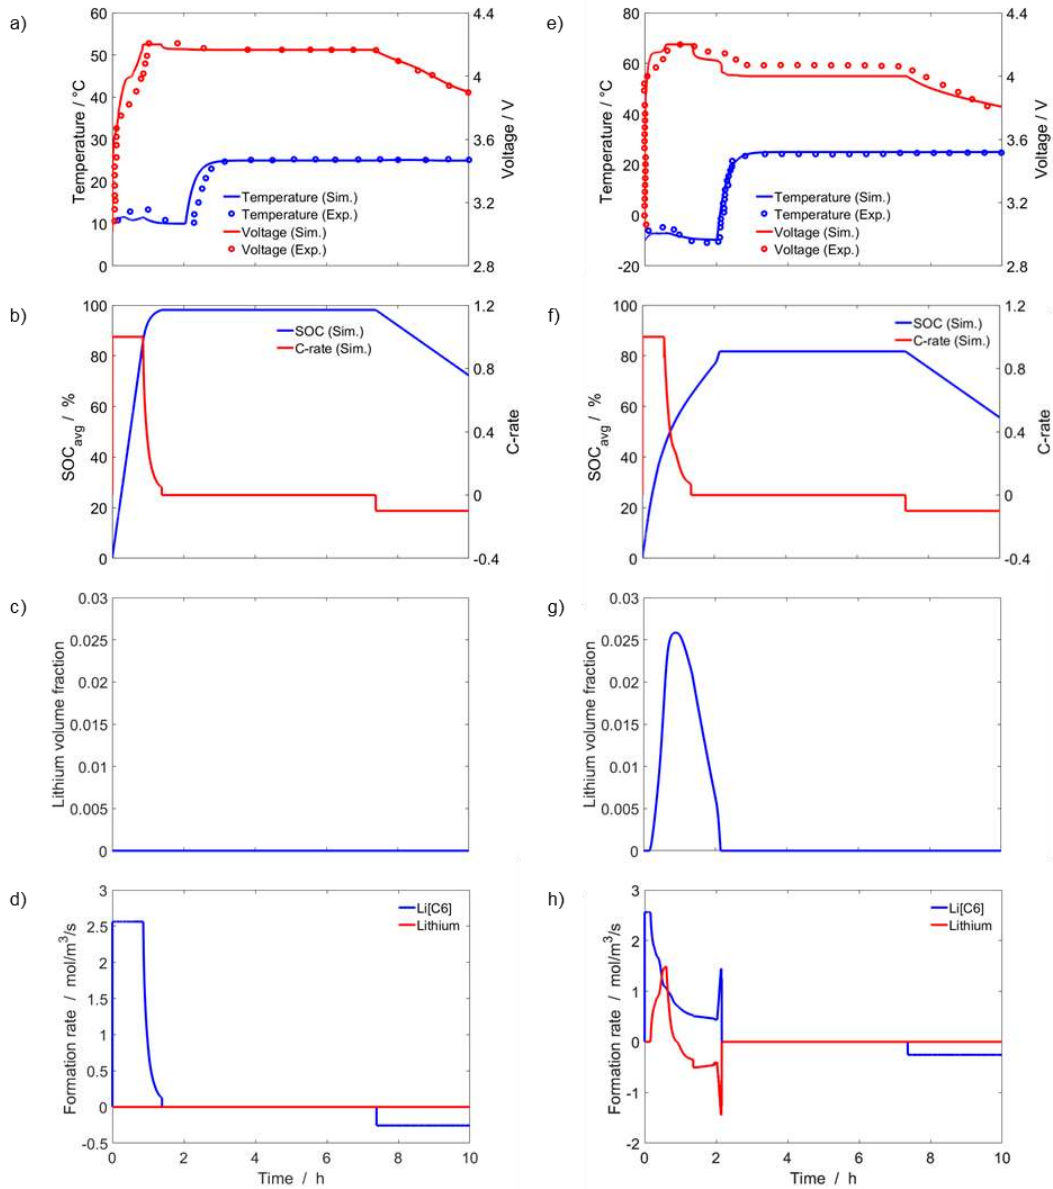 a)
60
50
40
30
20
10
0
Temperature / °C
4.4
4
3.6
3.2
2.8
Voltage / V
Temperature (Sim.)
Temperature (Exp.)
Voltage (Sim.)
Voltage (Exp.)
e)
80
60
40
20
0
-20
Temperature / °C
4.4
4
3.6
3.2
2.8
Voltage / V
Temperature (Sim.)
Temperature (Exp.)
Voltage (Sim.)
Voltage (Exp.)
b)
100
80
60
40
20
0
SOCavg / %
1.2
0.8
0.4
0
-0.4
C-rate
SOC (Sim.)
C-rate (Sim.)
f)
100
80
60
40
20
0
SOCavg / %
1.2
0.8
0.4
0
-0.4
C-rate
SOC (Sim.)
C-rate (Sim.)
c)
0.03
0.025
0.02
0.015
0.01
0.005
0
Lithium volume fraction
g)
0.03
0.025
0.02
0.015
0.01
0.005
0
Lithium volume fraction
d)
3
2.5
2
1.5
1
0.5
0
-0.5
Formation rate / mol/m³/s
Li[C6]
Lithium
0 2 4 6 8 10
Time / h
h)
3
2
1
0
-1
-2
Formation rate / mol/m³/s
Li[C6]
Lithium
0 2 4 6 8 10
Time / h